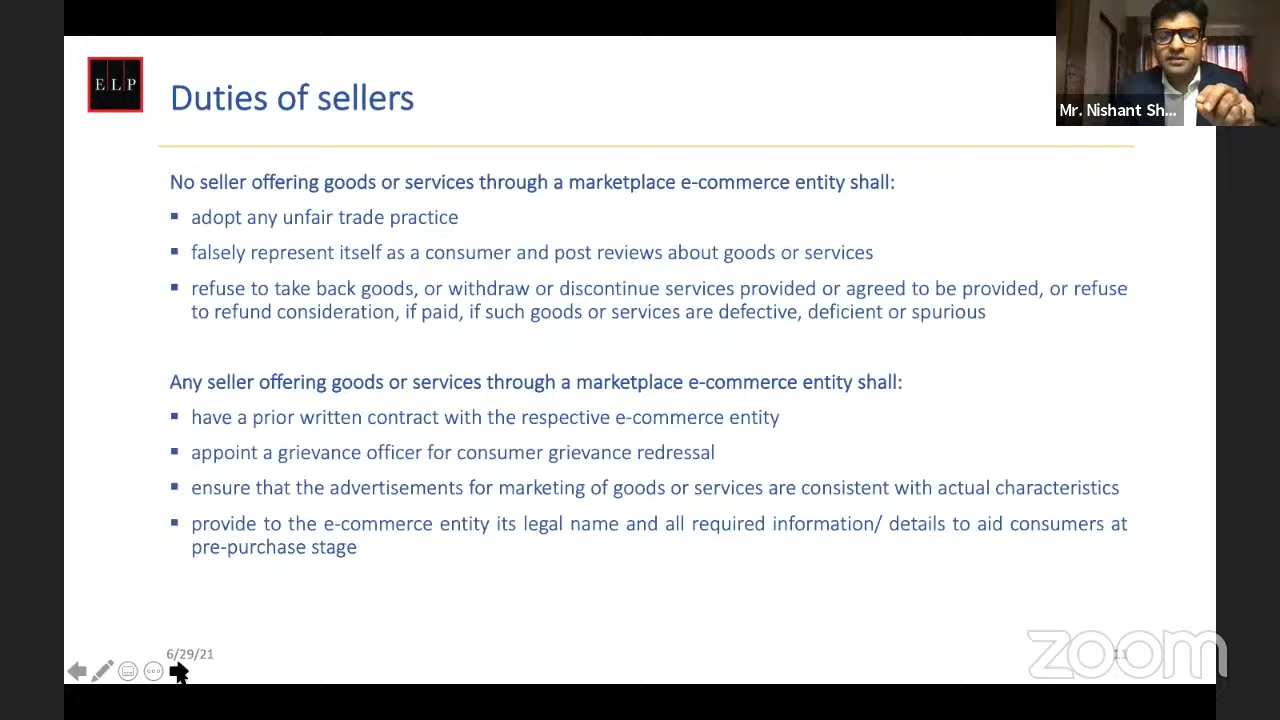 ELP
Duties of sellers
Mr. Nishant Sh...
No seller offering goods or services through a marketplace e-commerce entity shall:
▪ adopt any unfair trade practice
▪ falsely represent itself as a consumer and post reviews about goods or services
▪ refuse to take back goods, or withdraw or discontinue services provided or agreed to be provided, or refuse
to refund consideration, if paid, if such goods or services are defective, deficient or spurious
Any seller offering goods or services through a marketplace e-commerce entity shall:
▪ have a prior written contract with the respective e-commerce entity
▪ appoint a grievance officer for consumer grievance redressal
▪ ensure that the advertisements for marketing of goods or services are consistent with actual characteristics
▪ provide to the e-commerce entity its legal name and all required information/ details to aid consumers at
pre-purchase stage
6/29/21
11
zoom